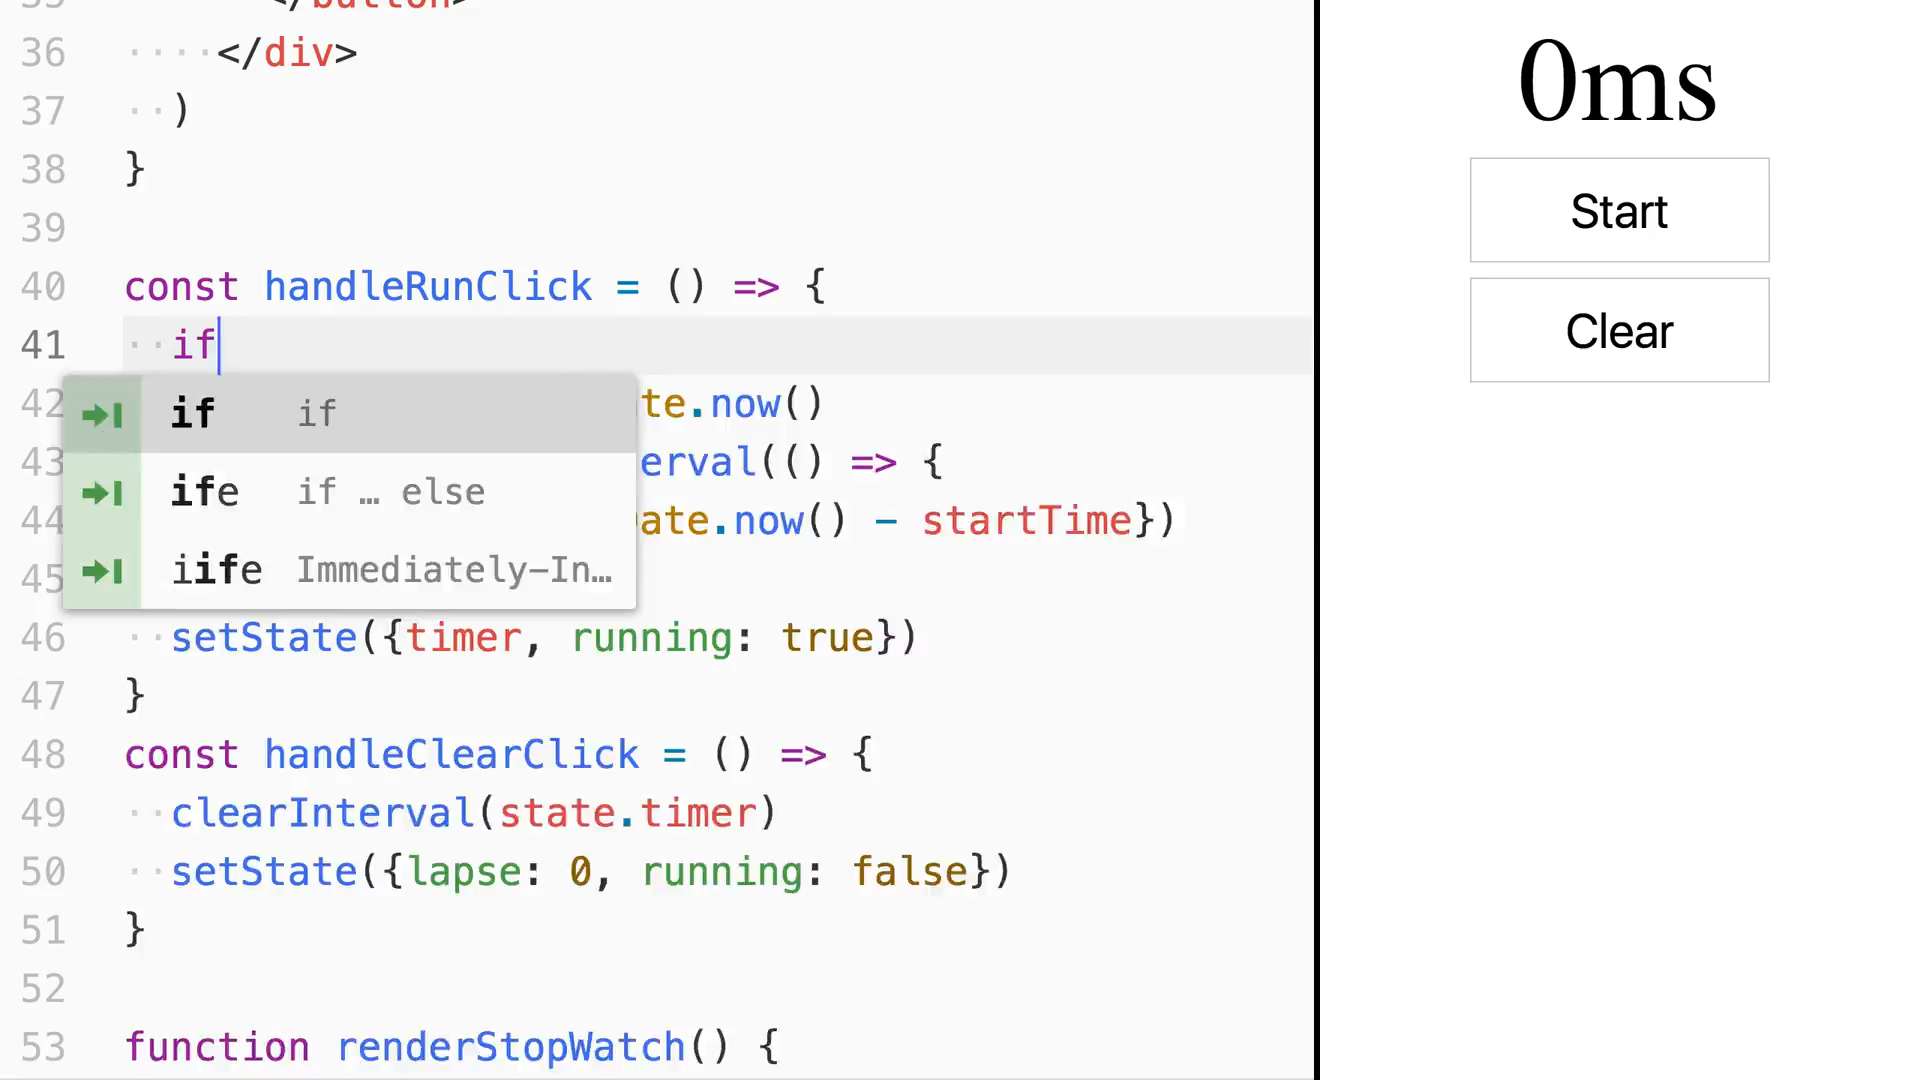 35 </button>
36 ····</div>
37 ··)
38 }
39
40 const handleRunClick = () => {
41 ··if
if if
ife if … else
iife Immediately-In…
42 te.now()
43 erval(() => {
44 ate.now() - startTime})
45
46 ··setState({timer, running: true})
47 }
48 const handleClearClick = () => {
49 ··clearInterval(state.timer)
50 ··setState({lapse: 0, running: false})
51 }
52
53 function renderStopWatch() {
0ms
Start
Clear